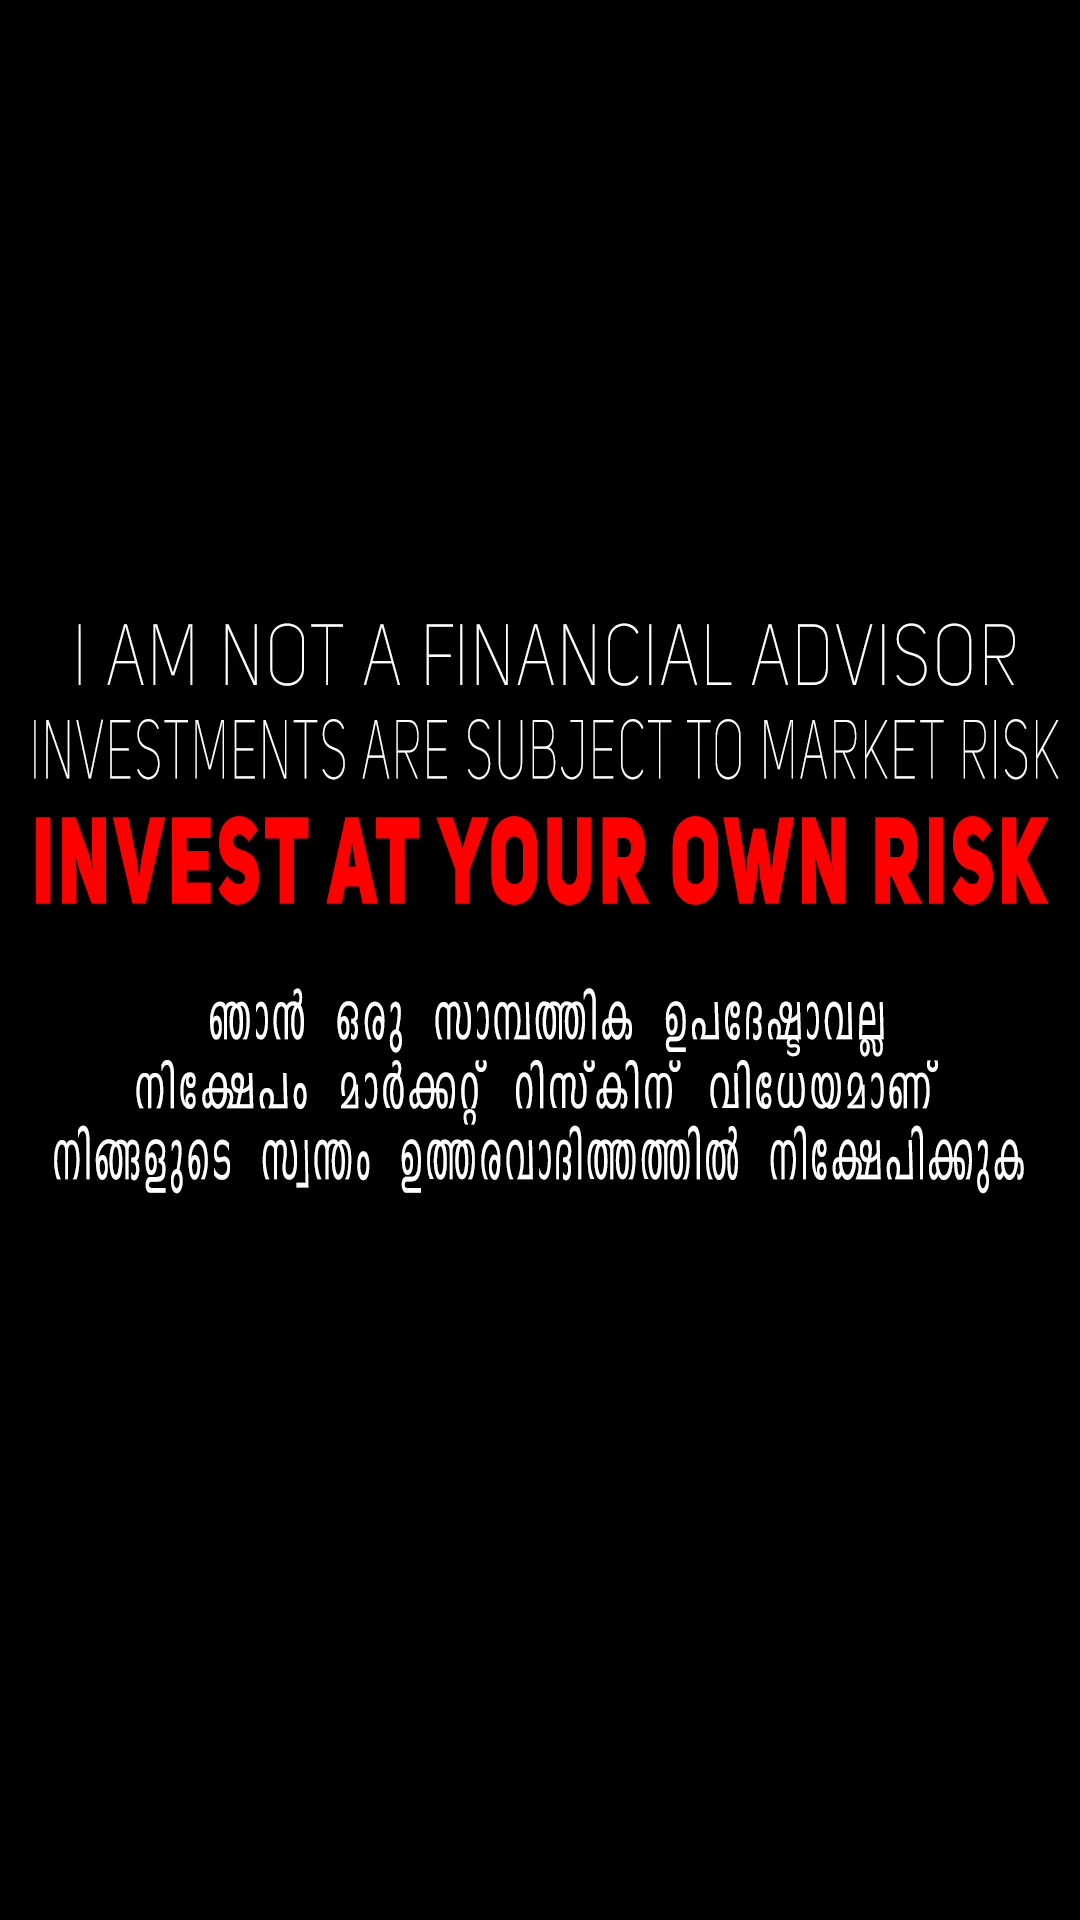 I AM NOT A FINANCIAL ADVISOR
INVESTMENTS ARE SUBJECT TO MARKET RISK
INVEST AT YOUR OWN RISK
ഞാൻ ഒരു സാമ്പത്തിക ഉപദേഷ്ടാവല്ല
നിക്ഷേപം മാർക്കറ്റ് റിസ്കിന് വിധേയമാണ്
നിങ്ങളുടെ സ്വന്തം ഉത്തരവാദിത്തത്തിൽ നിക്ഷേപിക്കുക